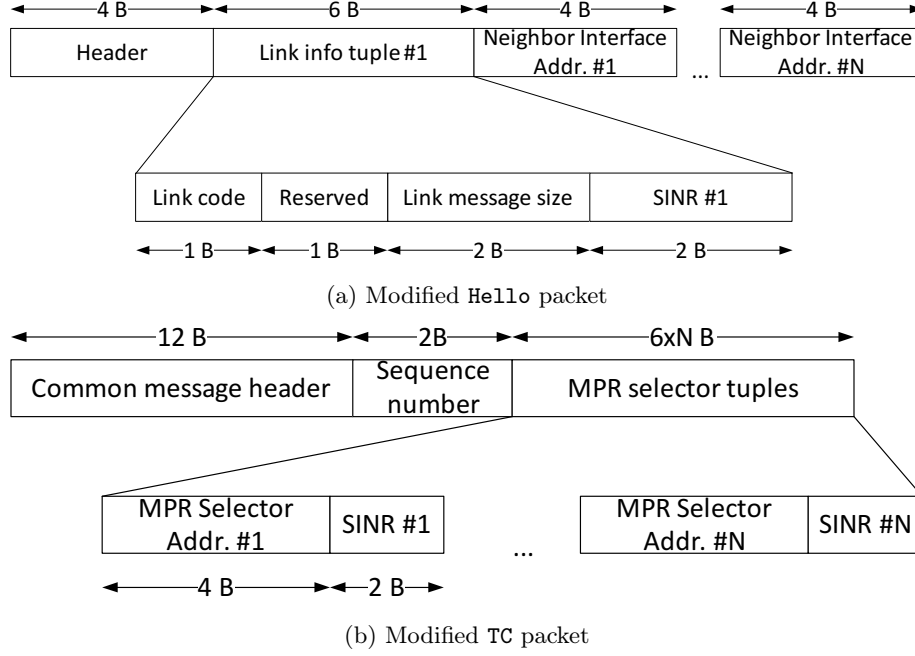 4 B 6 B 4 B 4 B
Header Link info tuple #1 Neighbor Interface Addr. #1 ... Neighbor Interface Addr. #N
Link code Reserved Link message size SINR #1
1 B 1 B 2 B 2 B
(a) Modified Hello packet
12 B 2B 6xN B
Common message header Sequence number MPR selector tuples
MPR Selector Addr. #1 SINR #1 ... MPR Selector Addr. #N SINR #N
4 B 2 B
(b) Modified TC packet